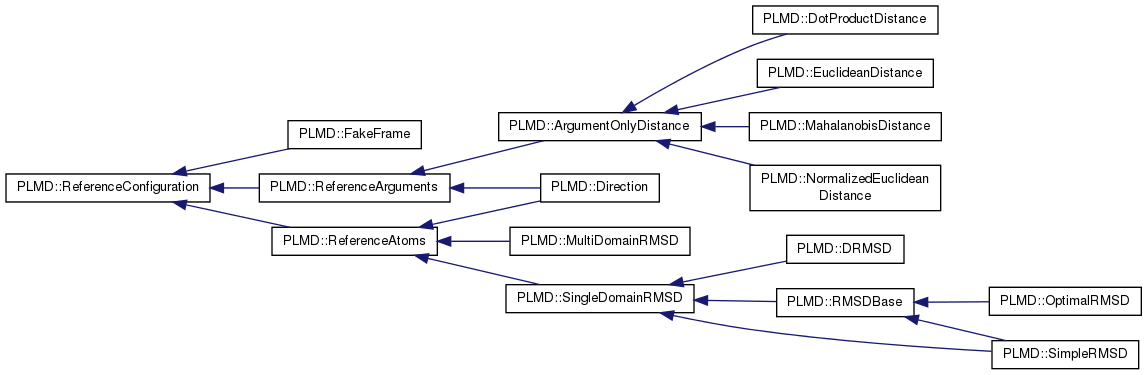 PLMD::DotProductDistance
PLMD::EuclideanDistance
PLMD::ArgumentOnlyDistance
PLMD::MahalanobisDistance
PLMD::FakeFrame
PLMD::NormalizedEuclidean
Distance
PLMD::ReferenceConfiguration
PLMD::ReferenceArguments
PLMD::Direction
PLMD::ReferenceAtoms
PLMD::MultiDomainRMSD
PLMD::DRMSD
PLMD::SingleDomainRMSD
PLMD::RMSDBase
PLMD::OptimalRMSD
PLMD::SimpleRMSD